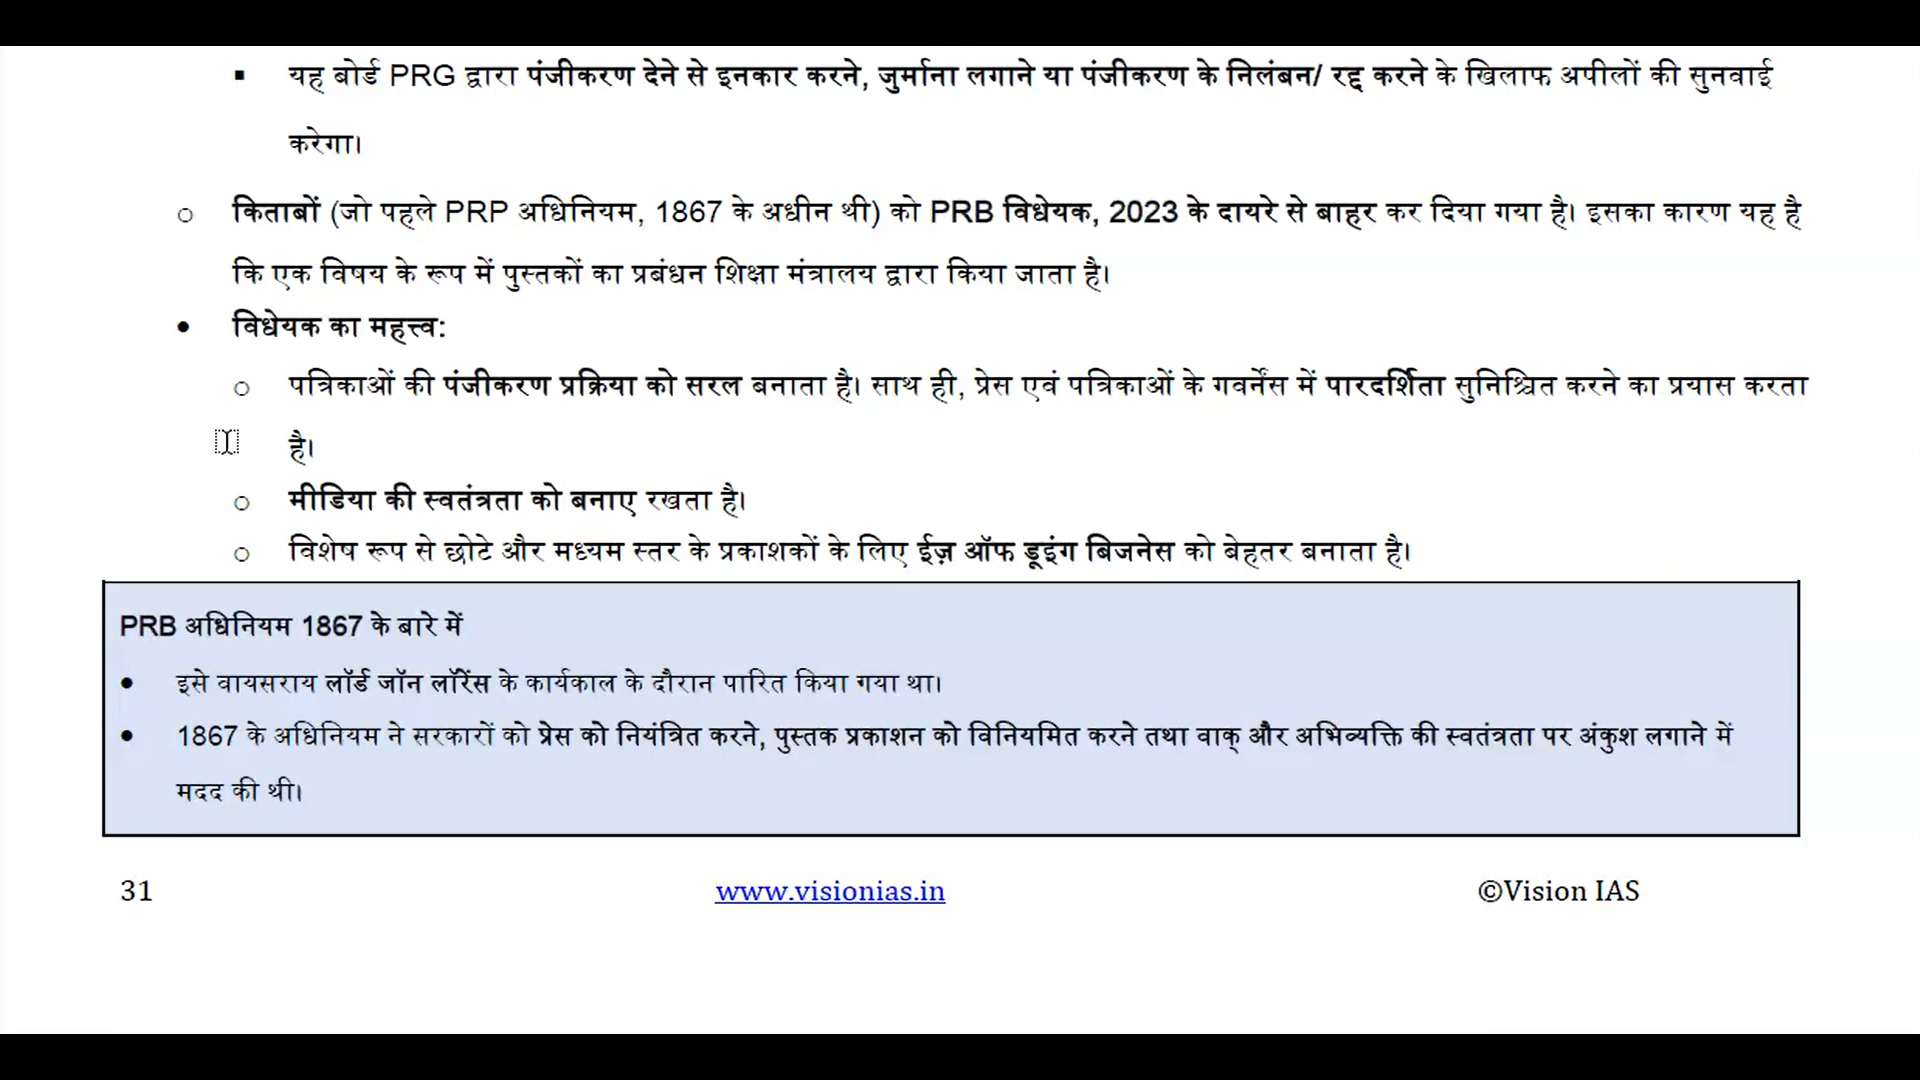 ▪ यह बोर्ड PRG द्वारा पंजीकरण देने से इनकार करने, जुर्माना लगाने या पंजीकरण के निलंबन/ रद्द करने के खिलाफ अपीलों की सुनवाई
करेगा।
○ किताबों (जो पहले PRP अधिनियम, 1867 के अधीन थी) को PRB विधेयक, 2023 के दायरे से बाहर कर दिया गया है। इसका कारण यह है
कि एक विषय के रूप में पुस्तकों का प्रबंधन शिक्षा मंत्रालय द्वारा किया जाता है।
• विधेयक का महत्त्व:
○ पत्रिकाओं की पंजीकरण प्रक्रिया को सरल बनाता है। साथ ही, प्रेस एवं पत्रिकाओं के गवर्नेंस में पारदर्शिता सुनिश्चित करने का प्रयास करता
है।
○ मीडिया की स्वतंत्रता को बनाए रखता है।
○ विशेष रूप से छोटे और मध्यम स्तर के प्रकाशकों के लिए ईज़ ऑफ डूइंग बिजनेस को बेहतर बनाता है।
PRB अधिनियम 1867 के बारे में
• इसे वायसराय लॉर्ड जॉन लॉरेंस के कार्यकाल के दौरान पारित किया गया था।
• 1867 के अधिनियम ने सरकारों को प्रेस को नियंत्रित करने, पुस्तक प्रकाशन को विनियमित करने तथा वाक् और अभिव्यक्ति की स्वतंत्रता पर अंकुश लगाने में
मदद की थी।
31 www.visionias.in ©Vision IAS